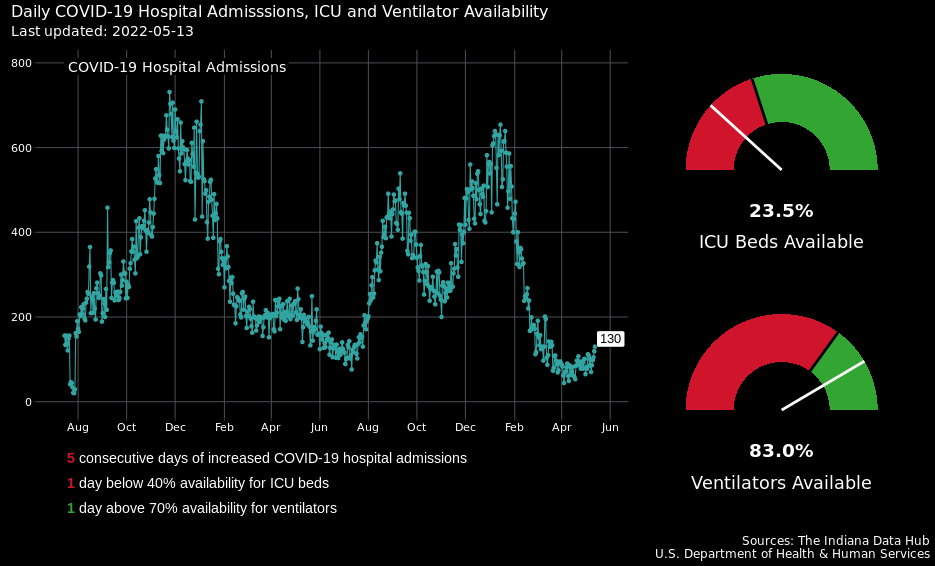 Daily COVID-19 Hospital Admisssions, ICU and Ventilator Availability
Last updated: 2022-05-13
COVID-19 Hospital Admissions
800
600
400
200
0
130
Aug Oct Dec Feb Apr Jun Aug Oct Dec Feb Apr Jun
23.5%
ICU Beds Available
83.0%
Ventilators Available
5 consecutive days of increased COVID-19 hospital admissions
1 day below 40% availability for ICU beds
1 day above 70% availability for ventilators
Sources: The Indiana Data Hub
U.S. Department of Health & Human Services